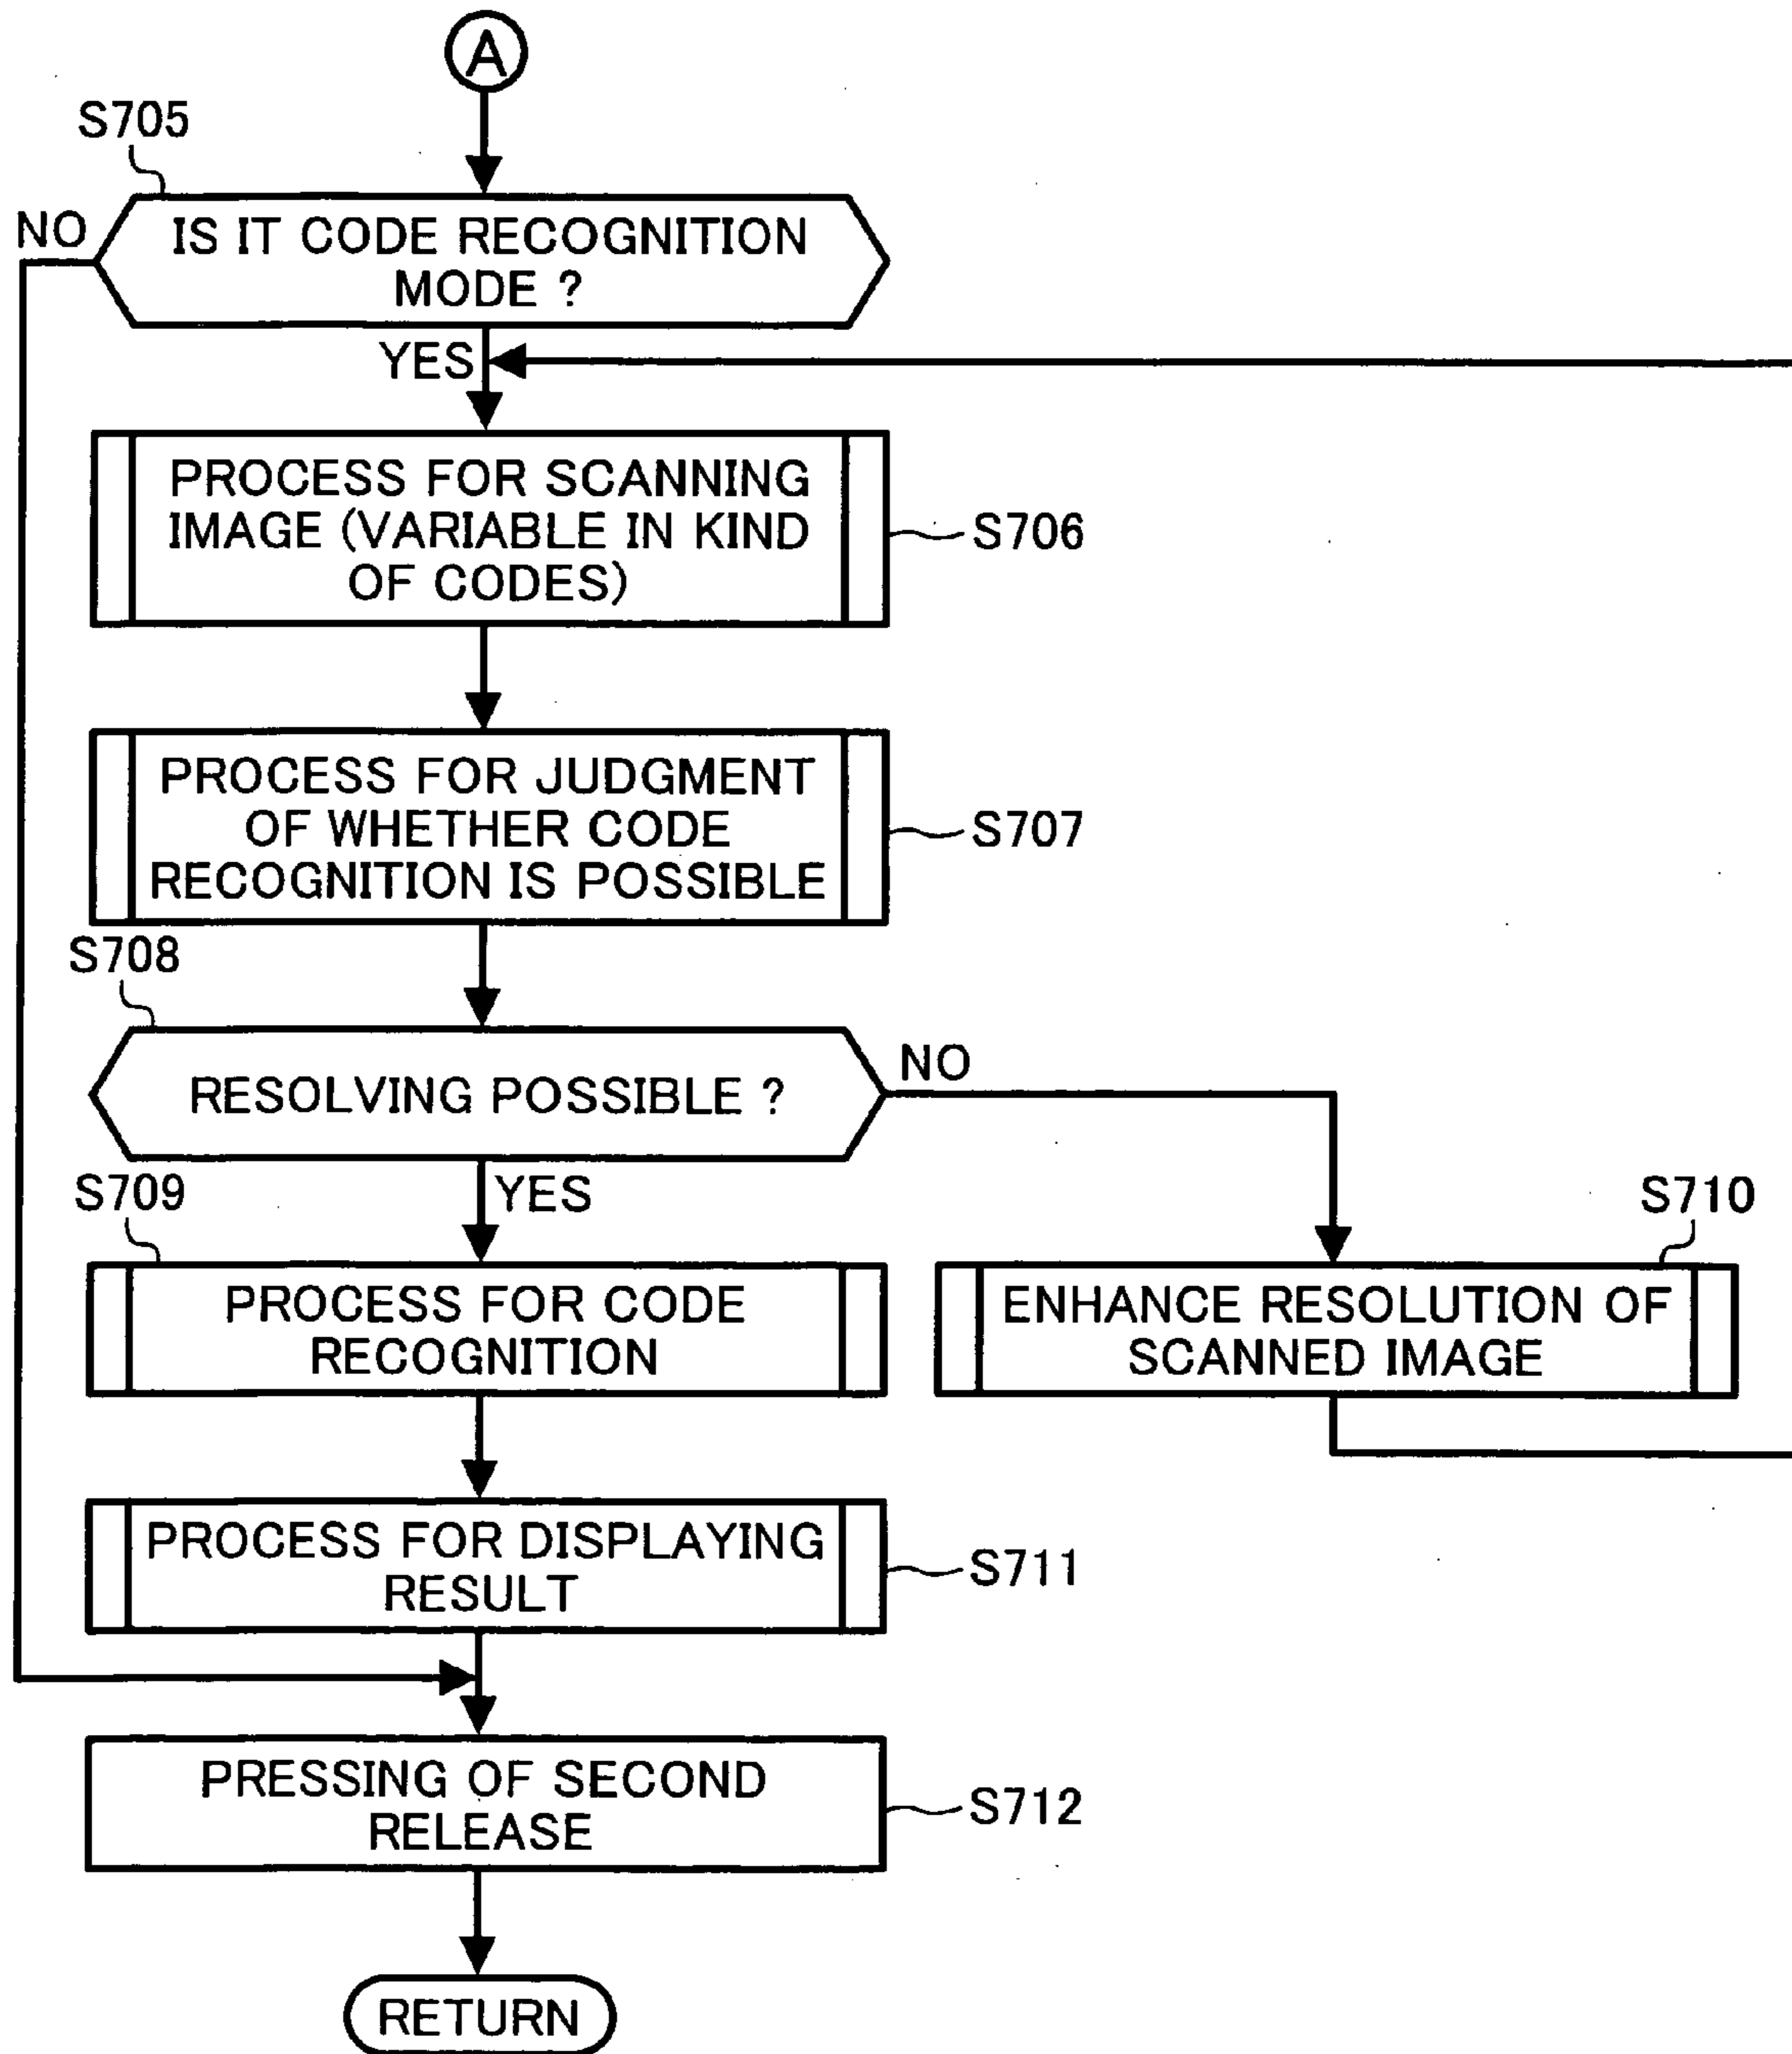 A
S705
NO
IS IT CODE RECOGNITION
MODE ?
YES
PROCESS FOR SCANNING
IMAGE (VARIABLE IN KIND
OF CODES)
S706
PROCESS FOR JUDGMENT
OF WHETHER CODE
RECOGNITION IS POSSIBLE
S707
S708
RESOLVING POSSIBLE ?
NO
YES
S709
PROCESS FOR CODE
RECOGNITION
S710
ENHANCE RESOLUTION OF
SCANNED IMAGE
PROCESS FOR DISPLAYING
RESULT
S711
PRESSING OF SECOND
RELEASE
S712
RETURN